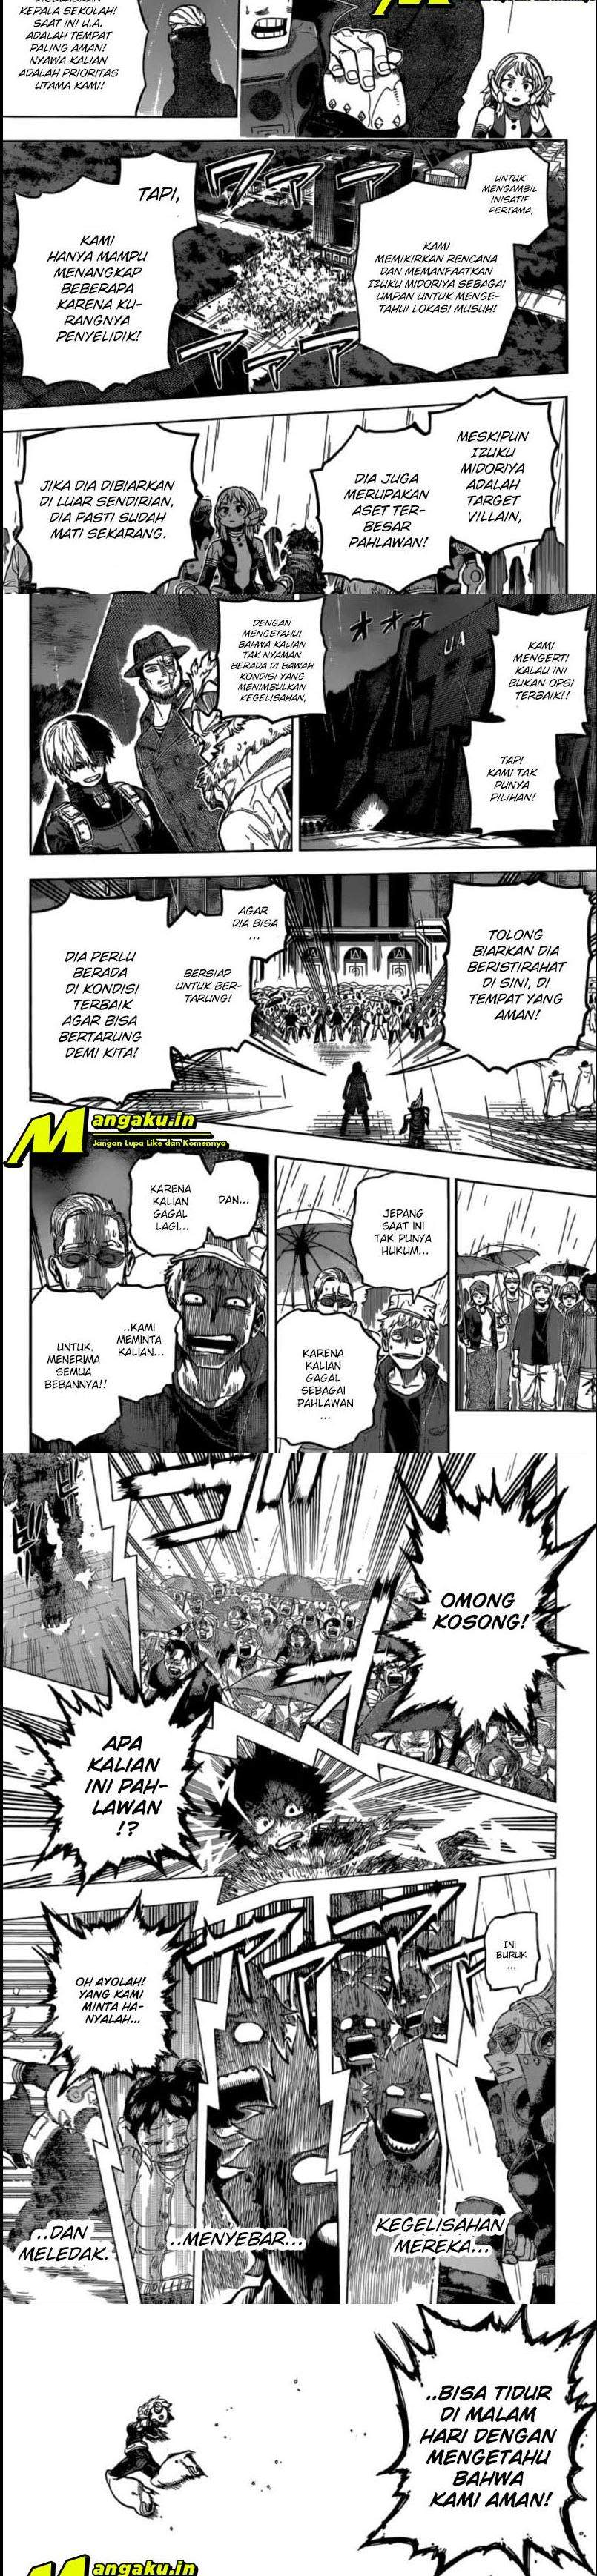 KEPALA SEKOLAH!
SAAT INI U.A.
ADALAH TEMPAT
PALING AMAN!
NYAWA KALIAN
ADALAH PRIORITAS
UTAMA KAMI!
UNTUK
MENGAMBIL
INISATIF
PERTAMA,
KAMI
MEMIKIRKAN RENCANA
DAN MEMANFAATKAN
IZUKU MIDORIYA SEBAGAI
UMPAN UNTUK MENGE-
TAHUI LOKASI MUSUH!
ワァァァ
TAPI,
KAMI
HANYA MAMPU
MENANGKAP
BEBERAPA
KARENA KU-
RANGNYA
PENYELIDIK!
MESKIPUN
IZUKU
MIDORIYA
ADALAH
TARGET
VILLAIN,
DIA JUGA
MERUPAKAN
ASET TER-
BESAR
PAHLAWAN!
JIKA DIA DIBIARKAN
DI LUAR SENDIRIAN,
DIA PASTI SUDAH
MATI SEKARANG.
KAMI
MENGERTI
KALAU INI
BUKAN OPSI
TERBAIK!!
UA
TAPI
KAMI TAK
PUNYA
PILIHAN!
DENGAN
MENGETAHUI
BAHWA KALIAN
TAK NYAMAN
BERADA DI BAWAH
KONDISI YANG
MENIMBULKAN
KEGELISAHAN,
TOLONG
BIARKAN DIA
BERISTIRAHAT
DI SINI, DI
TEMPAT YANG
AMAN!
AGAR
DIA BISA
...
BERSIAP
UNTUK BER-
TARUNG!
DIA PERLU
BERADA
DI KONDISI
TERBAIK
AGAR BISA
BERTARUNG
DEMI KITA!
Mangaku.in
Jangan Lupa Like dan Komennya
JEPANG
SAAT INI
TAK PUNYA
HUKUM...
KARENA
KALIAN
GAGAL
SEBAGAI
PAHLAWAN
...
DAN...
KARENA
KALIAN
GAGAL
LAGI...
..KAMI
MEMINTA
KALIAN...
UNTUK.
MENERIMA
SEMUA
BEBANNYA!!
OMONG
KOSONG!
APA
KALIAN
INI PAH-
LAWAN
!?
INI
BURUK
...
OH AYOLAH!
YANG KAMI
MINTA HA-
NYALAH...
KEGELISAHAN
MEREKA...
..MENYEBAR...
..DAN
MELEDAK.
..BISA TIDUR
DI MALAM
HARI DENGAN
MENGETAHU
BAHWA
KAMI AMAN!
angaku.in